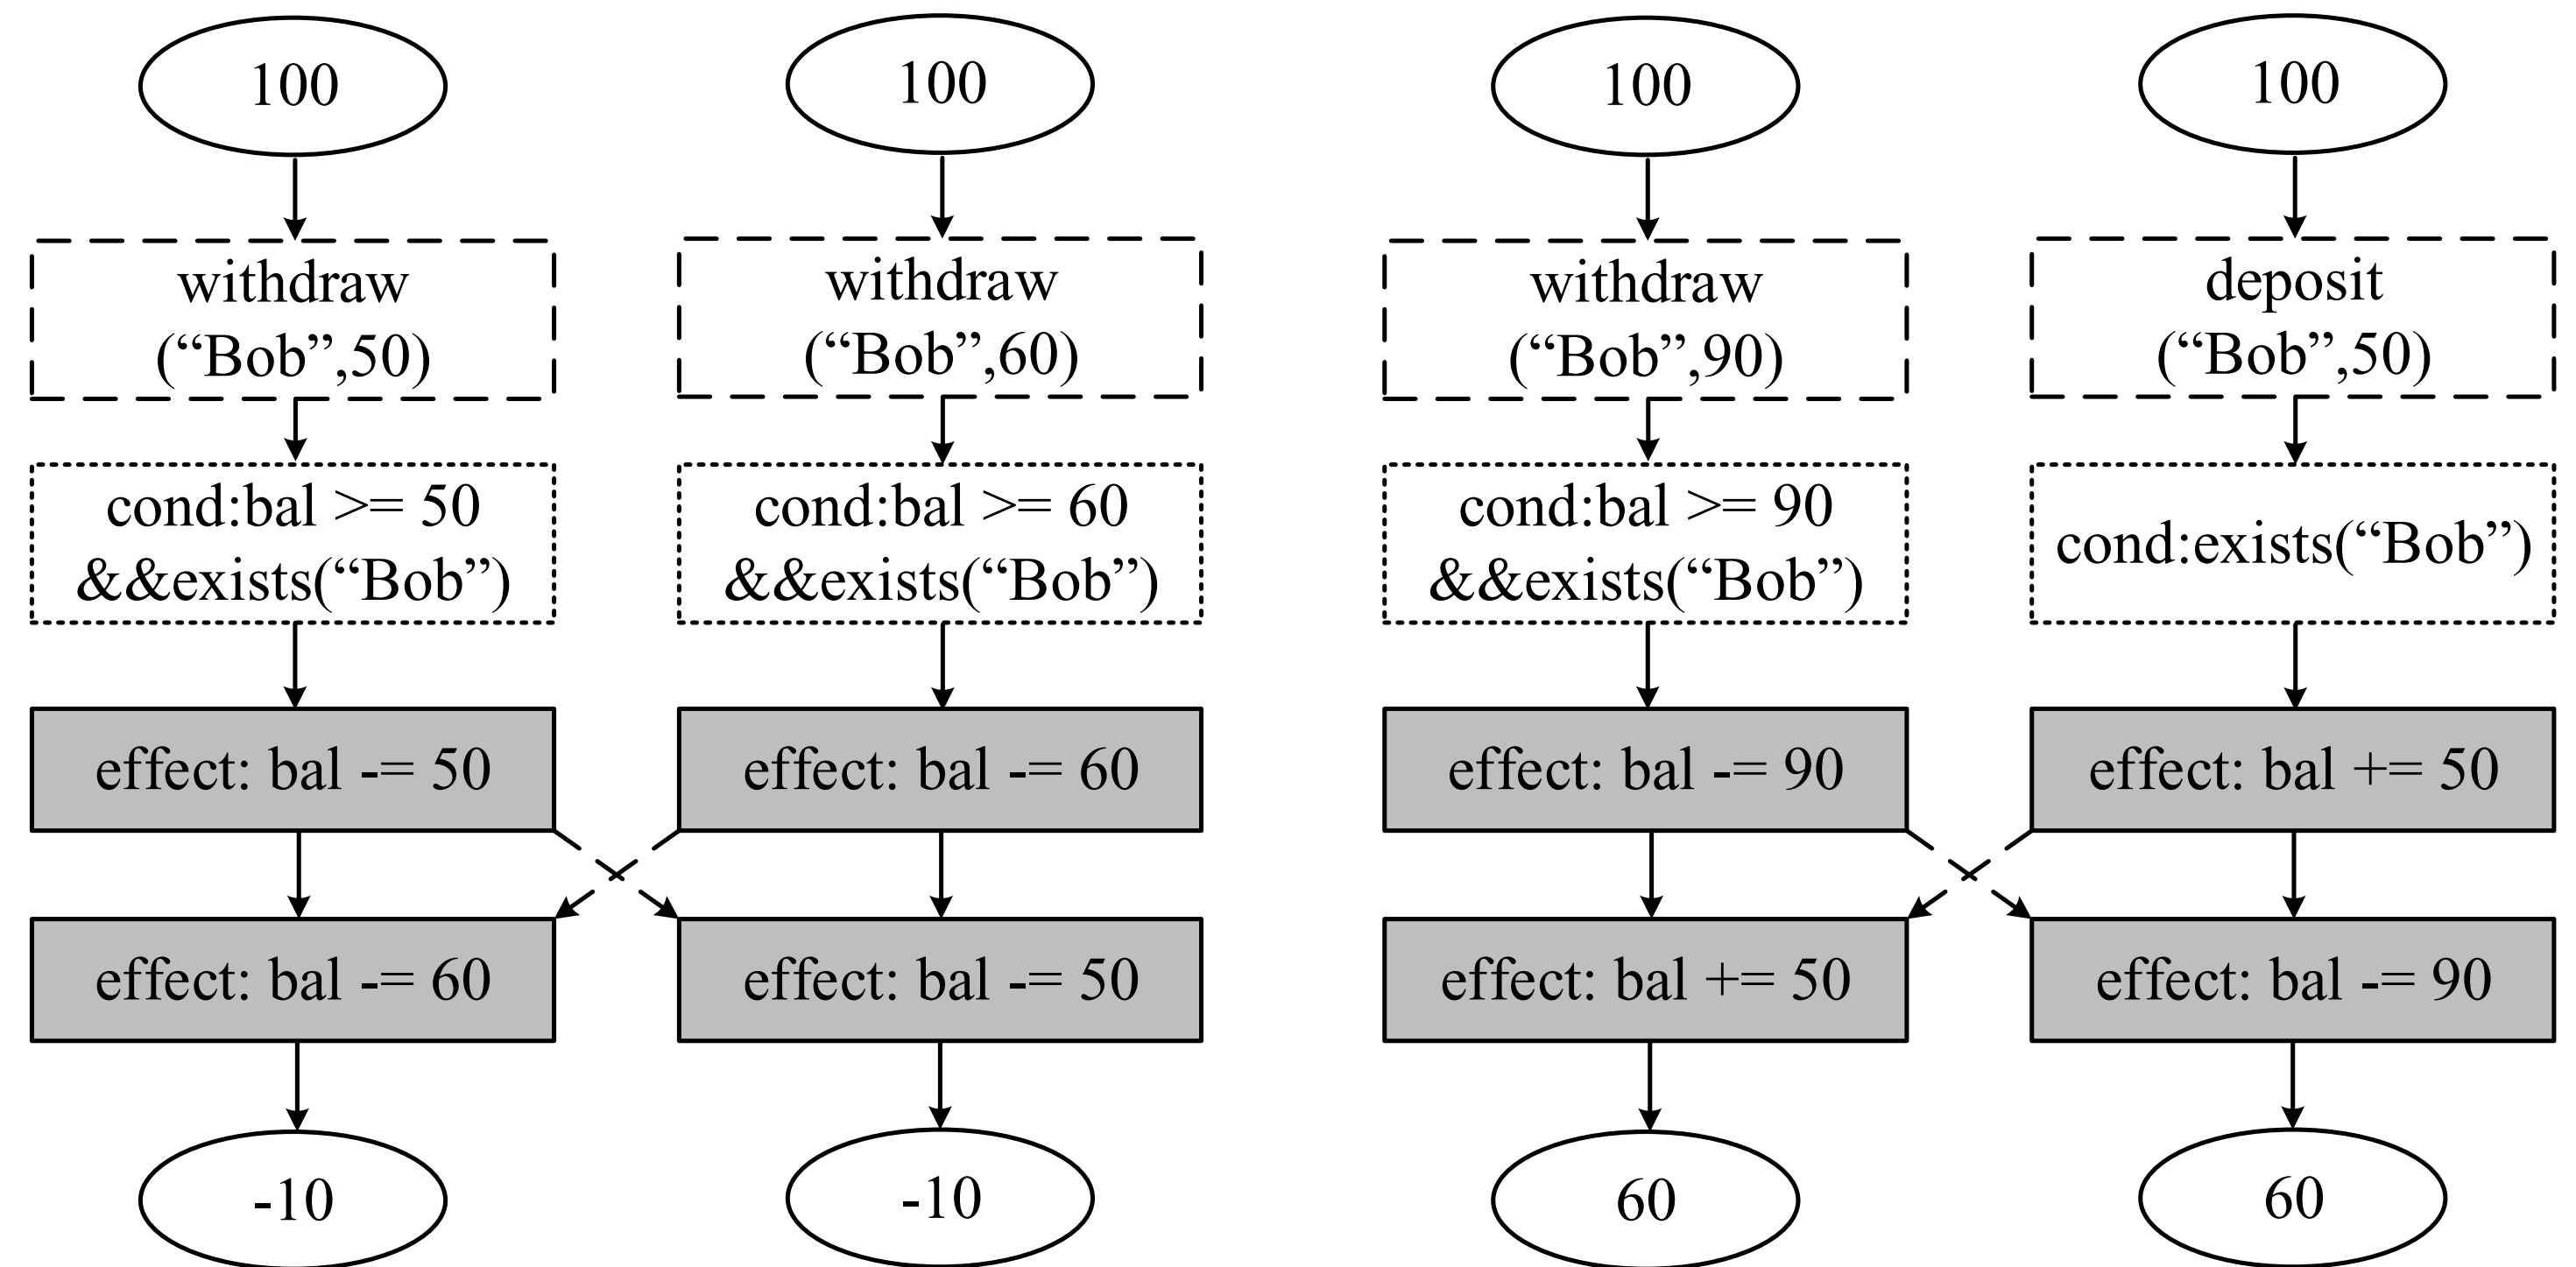 100
withdraw
(“Bob”,50)
cond:bal >= 50
&&exists(“Bob”)
effect: bal -= 50
effect: bal -= 60
-10
100
withdraw
(“Bob”,60)
cond:bal >= 60
&&exists(“Bob”)
effect: bal -= 60
effect: bal -= 50
-10
100
withdraw
(“Bob”,90)
cond:bal >= 90
&&exists(“Bob”)
effect: bal -= 90
effect: bal += 50
60
100
deposit
(“Bob”,50)
cond:exists(“Bob”)
effect: bal += 50
effect: bal -= 90
60